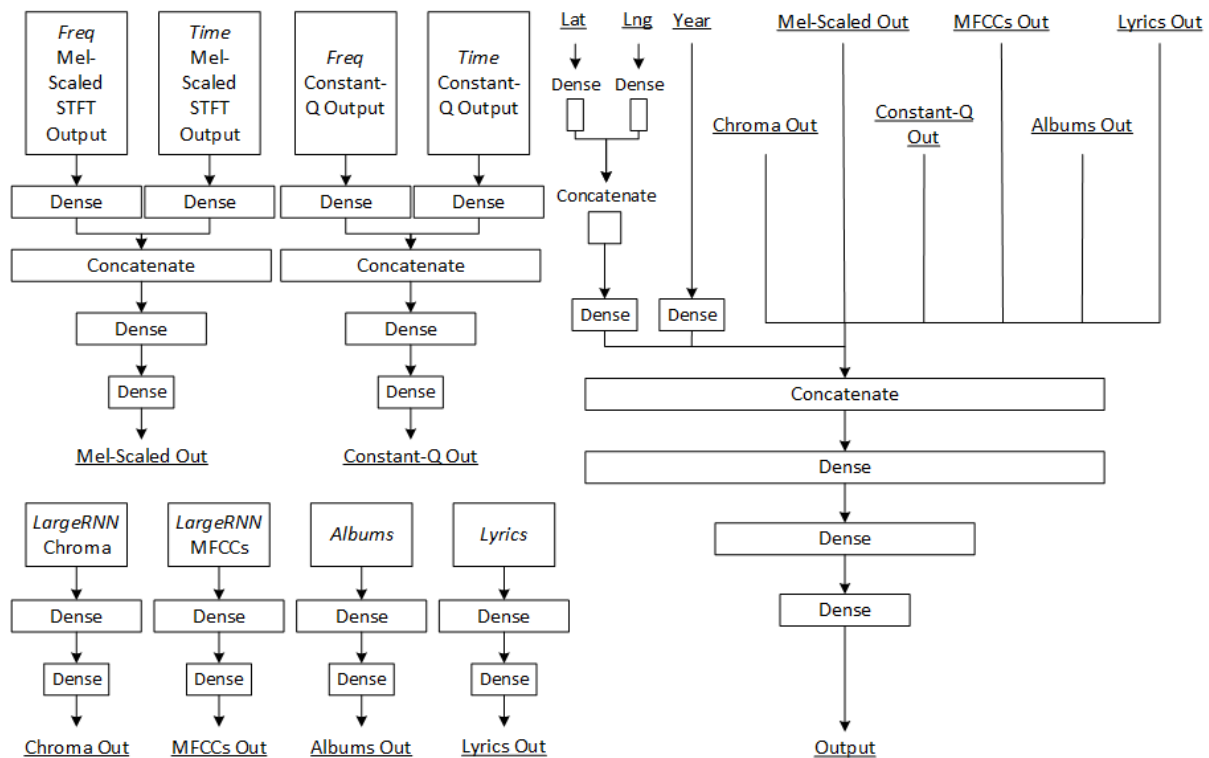 Freq
Mel-
Scaled
STFT
Output
Time
Mel-
Scaled
STFT
Output
Freq
Constant-
Q Output
Time
Constant-
Q Output
Dense
Dense
Dense
Dense
Concatenate
Concatenate
Dense
Dense
Dense
Dense
Mel-Scaled Out
Constant-Q Out
LargeRNN
Chroma
LargeRNN
MFCCs
Albums
Lyrics
Dense
Dense
Dense
Dense
Dense
Dense
Dense
Dense
Chroma Out
MFCCs Out
Albums Out
Lyrics Out
Lat
Lng
Year
Mel-Scaled Out
MFCCs Out
Lyrics Out
Dense
Dense
Chroma Out
Constant-Q
Out
Albums Out
Concatenate
Dense
Dense
Concatenate
Dense
Dense
Dense
Output